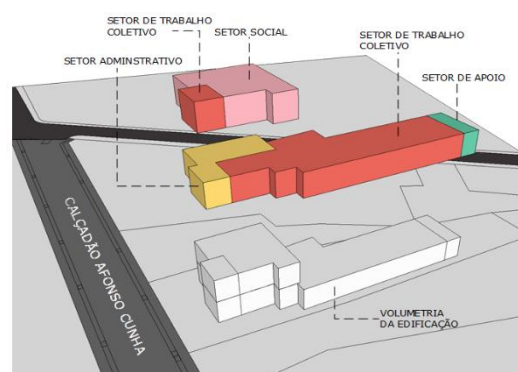 SETOR DE TRABALHO
COLETIVO
SETOR SOCIAL
SETOR DE TRABALHO
COLETIVO
SETOR ADMINSTRATIVO
SETOR DE APOIO
CALÇADÃO AFONSO CUNHA
VOLUMETRIA
DA EDIFICAÇÃO